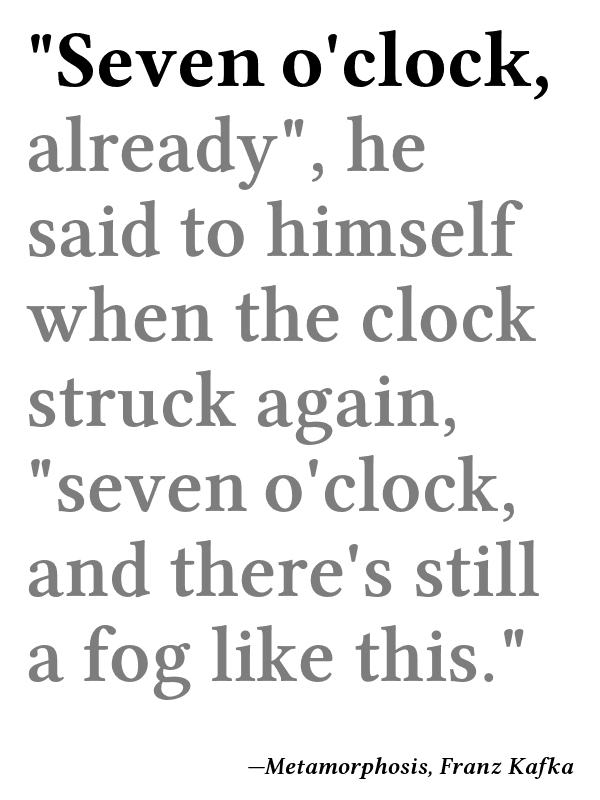 "Seven o'clock,
already", he
said to himself
when the clock
struck again,
"seven o'clock,
and there's still
a fog like this."
—Metamorphosis, Franz Kafka